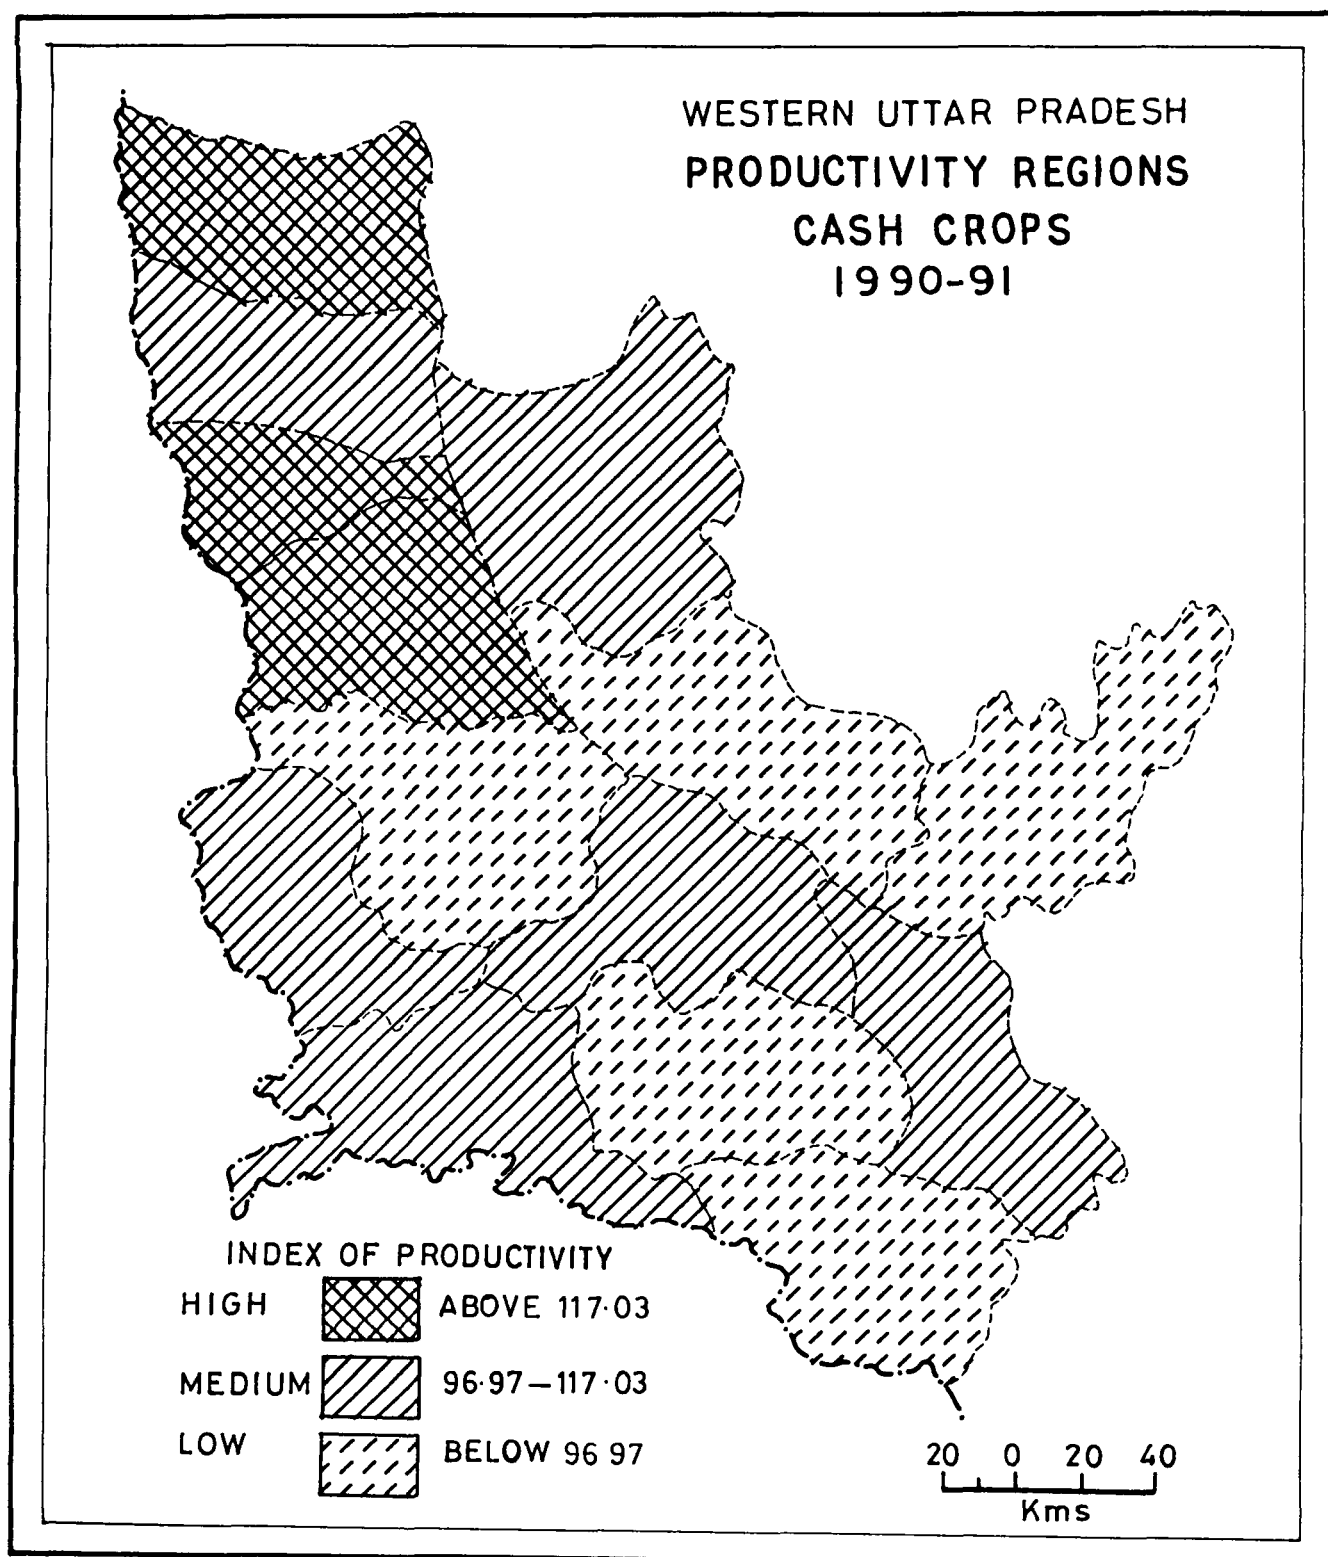 WESTERN UTTAR PRADESH
PRODUCTIVITY REGIONS
CASH CROPS
1990-91
INDEX OF PRODUCTIVITY
HIGH ABOVE 117·03
MEDIUM 96·97–117·03
LOW BELOW 96 97
20 0 20 40
Kms